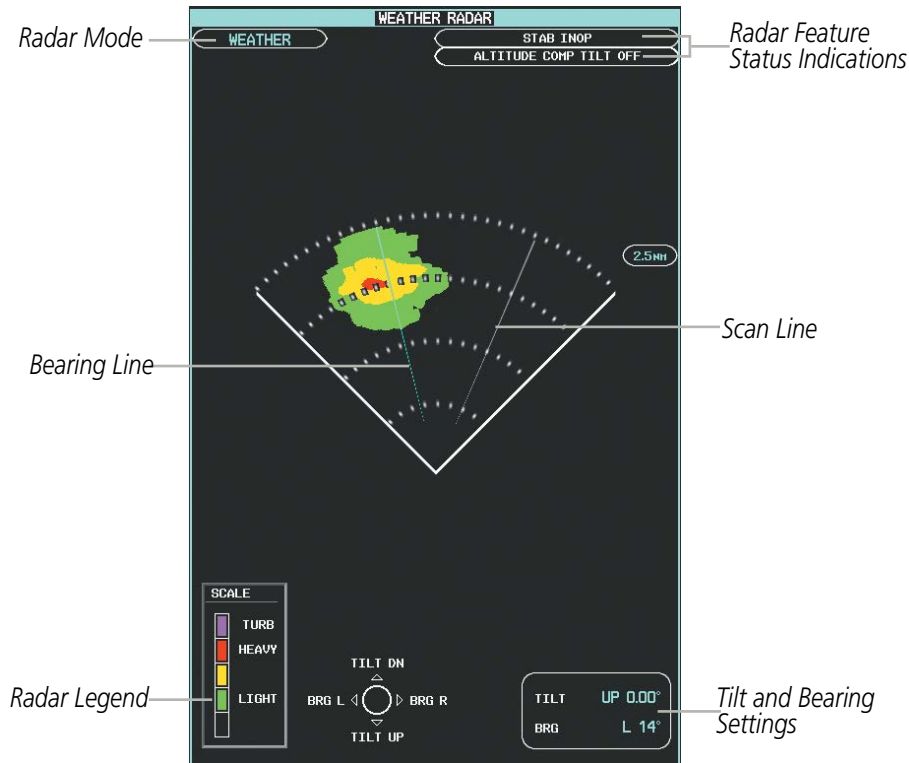 WEATHER RADAR
Radar Mode
WEATHER
STAB INOP
ALTITUDE COMP TILT OFF
Radar Feature
Status Indications
2.5NM
Scan Line
Bearing Line
SCALE
TURB
HEAVY
LIGHT
Radar Legend
TILT DN
BRG L
BRG R
TILT UP
TILT UP 0.00°
BRG L 14°
Tilt and Bearing
Settings